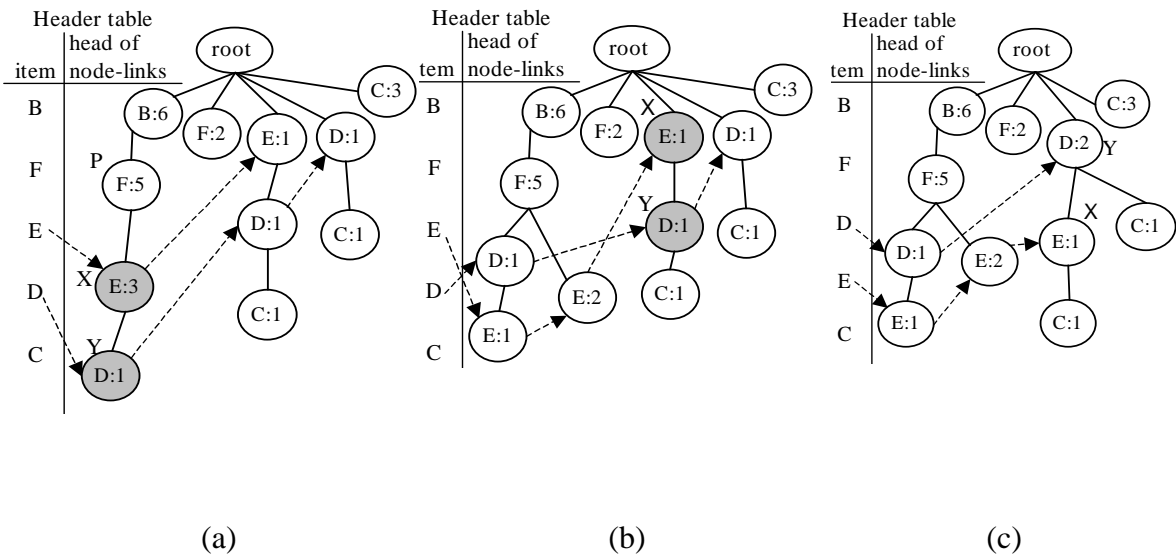 Header table
head of
item node-links
B
F
E
D
C
root
B:6
F:2
E:1
D:1
C:3
P
F:5
D:1
C:1
X
E:3
C:1
Y
D:1
(a)
Header table
head of
tem node-links
B
F
E
D
C
root
B:6
F:2
X
E:1
D:1
C:3
F:5
Y
D:1
C:1
D:1
E:2
C:1
E:1
(b)
Header table
head of
tem node-links
B
F
D
E
C
root
B:6
F:2
D:2
Y
C:3
F:5
X
D:1
E:2
E:1
C:1
E:1
C:1
(c)